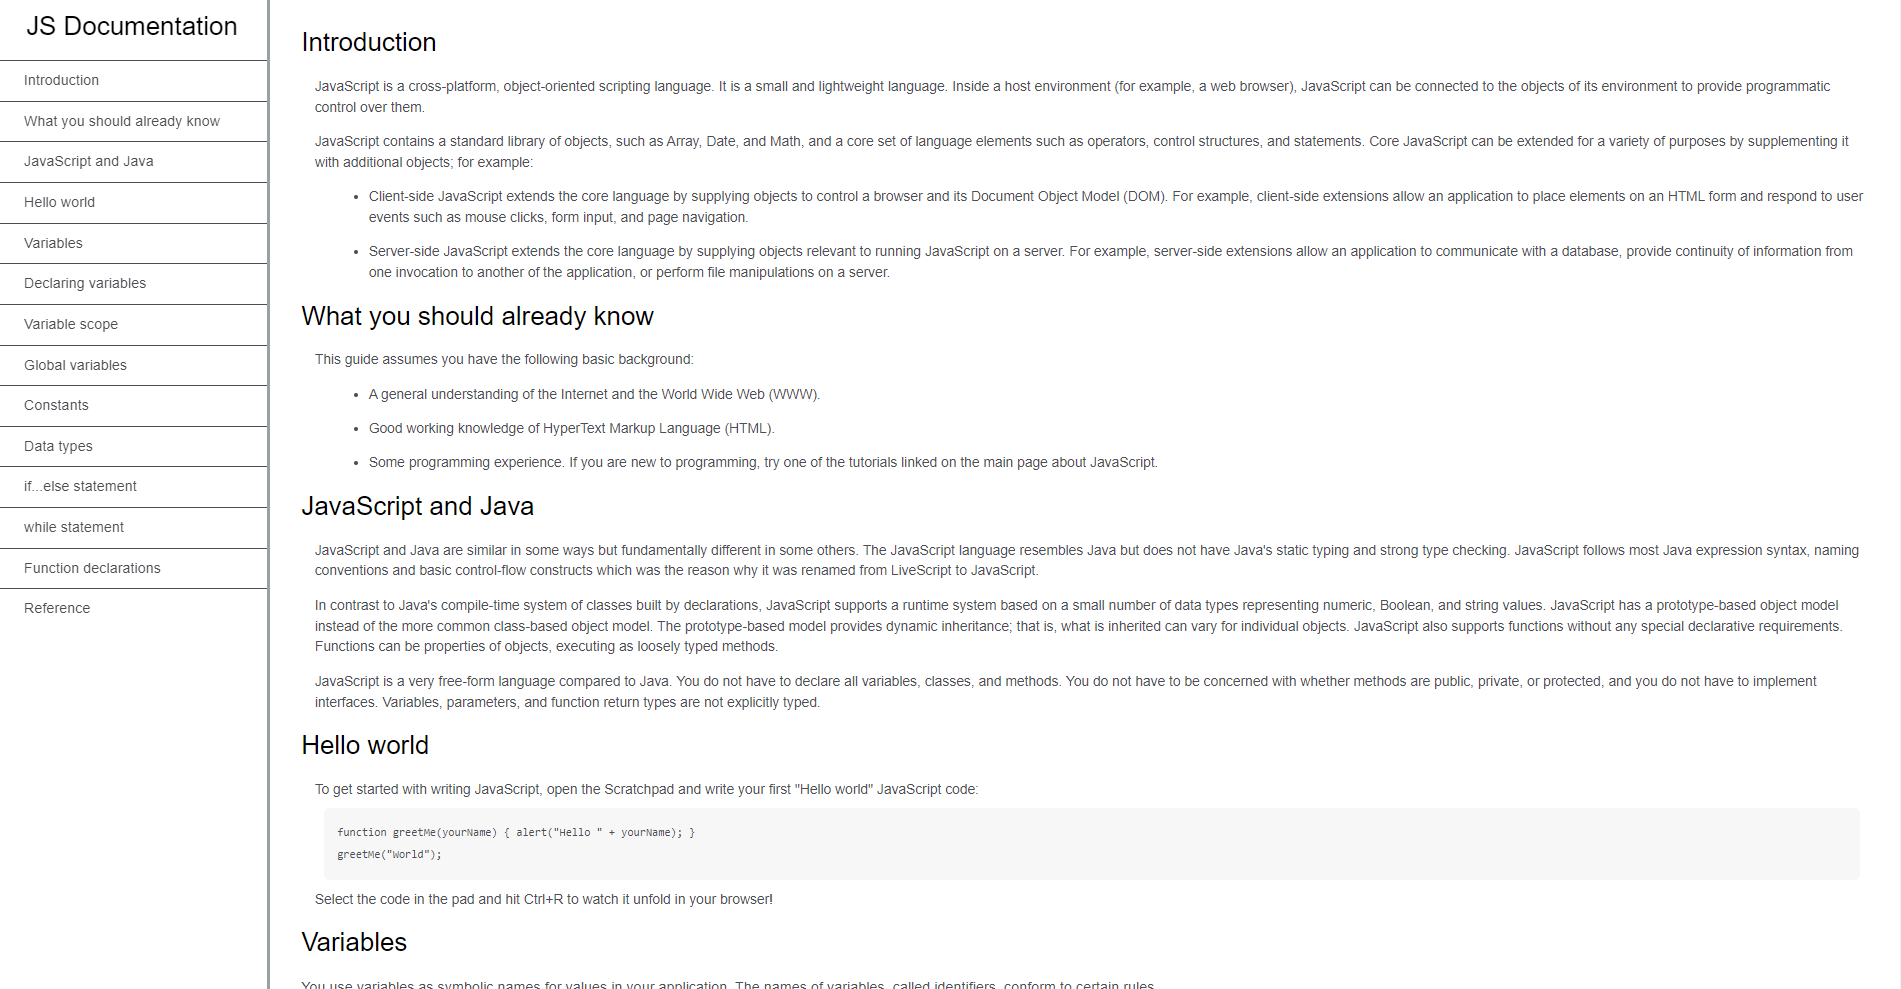 JS Documentation
Introduction
What you should already know
JavaScript and Java
Hello world
Variables
Declaring variables
Variable scope
Global variables
Constants
Data types
if...else statement
while statement
Function declarations
Reference
Introduction
JavaScript is a cross-platform, object-oriented scripting language. It is a small and lightweight language. Inside a host environment (for example, a web browser), JavaScript can be connected to the objects of its environment to provide programmatic
control over them.
JavaScript contains a standard library of objects, such as Array, Date, and Math, and a core set of language elements such as operators, control structures, and statements. Core JavaScript can be extended for a variety of purposes by supplementing it
with additional objects; for example:
• Client-side JavaScript extends the core language by supplying objects to control a browser and its Document Object Model (DOM). For example, client-side extensions allow an application to place elements on an HTML form and respond to user
events such as mouse clicks, form input, and page navigation.
• Server-side JavaScript extends the core language by supplying objects relevant to running JavaScript on a server. For example, server-side extensions allow an application to communicate with a database, provide continuity of information from
one invocation to another of the application, or perform file manipulations on a server.
What you should already know
This guide assumes you have the following basic background:
• A general understanding of the Internet and the World Wide Web (WWW).
• Good working knowledge of HyperText Markup Language (HTML).
• Some programming experience. If you are new to programming, try one of the tutorials linked on the main page about JavaScript.
JavaScript and Java
JavaScript and Java are similar in some ways but fundamentally different in some others. The JavaScript language resembles Java but does not have Java's static typing and strong type checking. JavaScript follows most Java expression syntax, naming
conventions and basic control-flow constructs which was the reason why it was renamed from LiveScript to JavaScript.
In contrast to Java's compile-time system of classes built by declarations, JavaScript supports a runtime system based on a small number of data types representing numeric, Boolean, and string values. JavaScript has a prototype-based object model
instead of the more common class-based object model. The prototype-based model provides dynamic inheritance; that is, what is inherited can vary for individual objects. JavaScript also supports functions without any special declarative requirements.
Functions can be properties of objects, executing as loosely typed methods.
JavaScript is a very free-form language compared to Java. You do not have to declare all variables, classes, and methods. You do not have to be concerned with whether methods are public, private, or protected, and you do not have to implement
interfaces. Variables, parameters, and function return types are not explicitly typed.
Hello world
To get started with writing JavaScript, open the Scratchpad and write your first "Hello world" JavaScript code:
function greetMe(yourName) { alert("Hello " + yourName); }
greetMe("World");
Select the code in the pad and hit Ctrl+R to watch it unfold in your browser!
Variables
You use variables as symbolic names for values in your application. The names of variables, called identifiers, conform to certain rules.